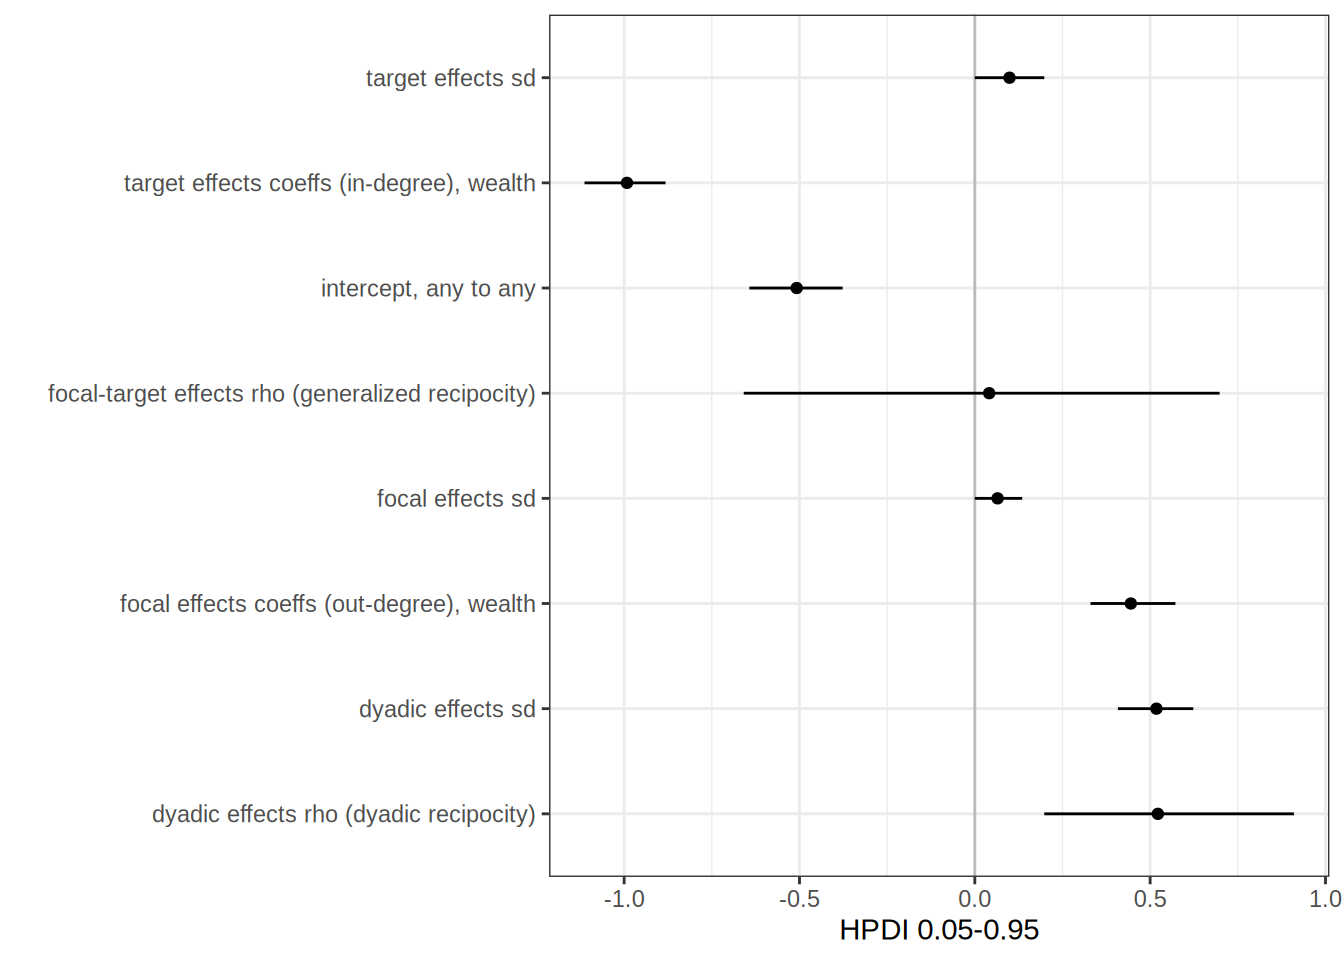 target effects sd
target effects coeffs (in-degree), wealth
intercept, any to any
focal-target effects rho (generalized recipocity)
focal effects sd
focal effects coeffs (out-degree), wealth
dyadic effects sd
dyadic effects rho (dyadic recipocity)
-1.0 -0.5 0.0 0.5 1.0
HPDI 0.05-0.95